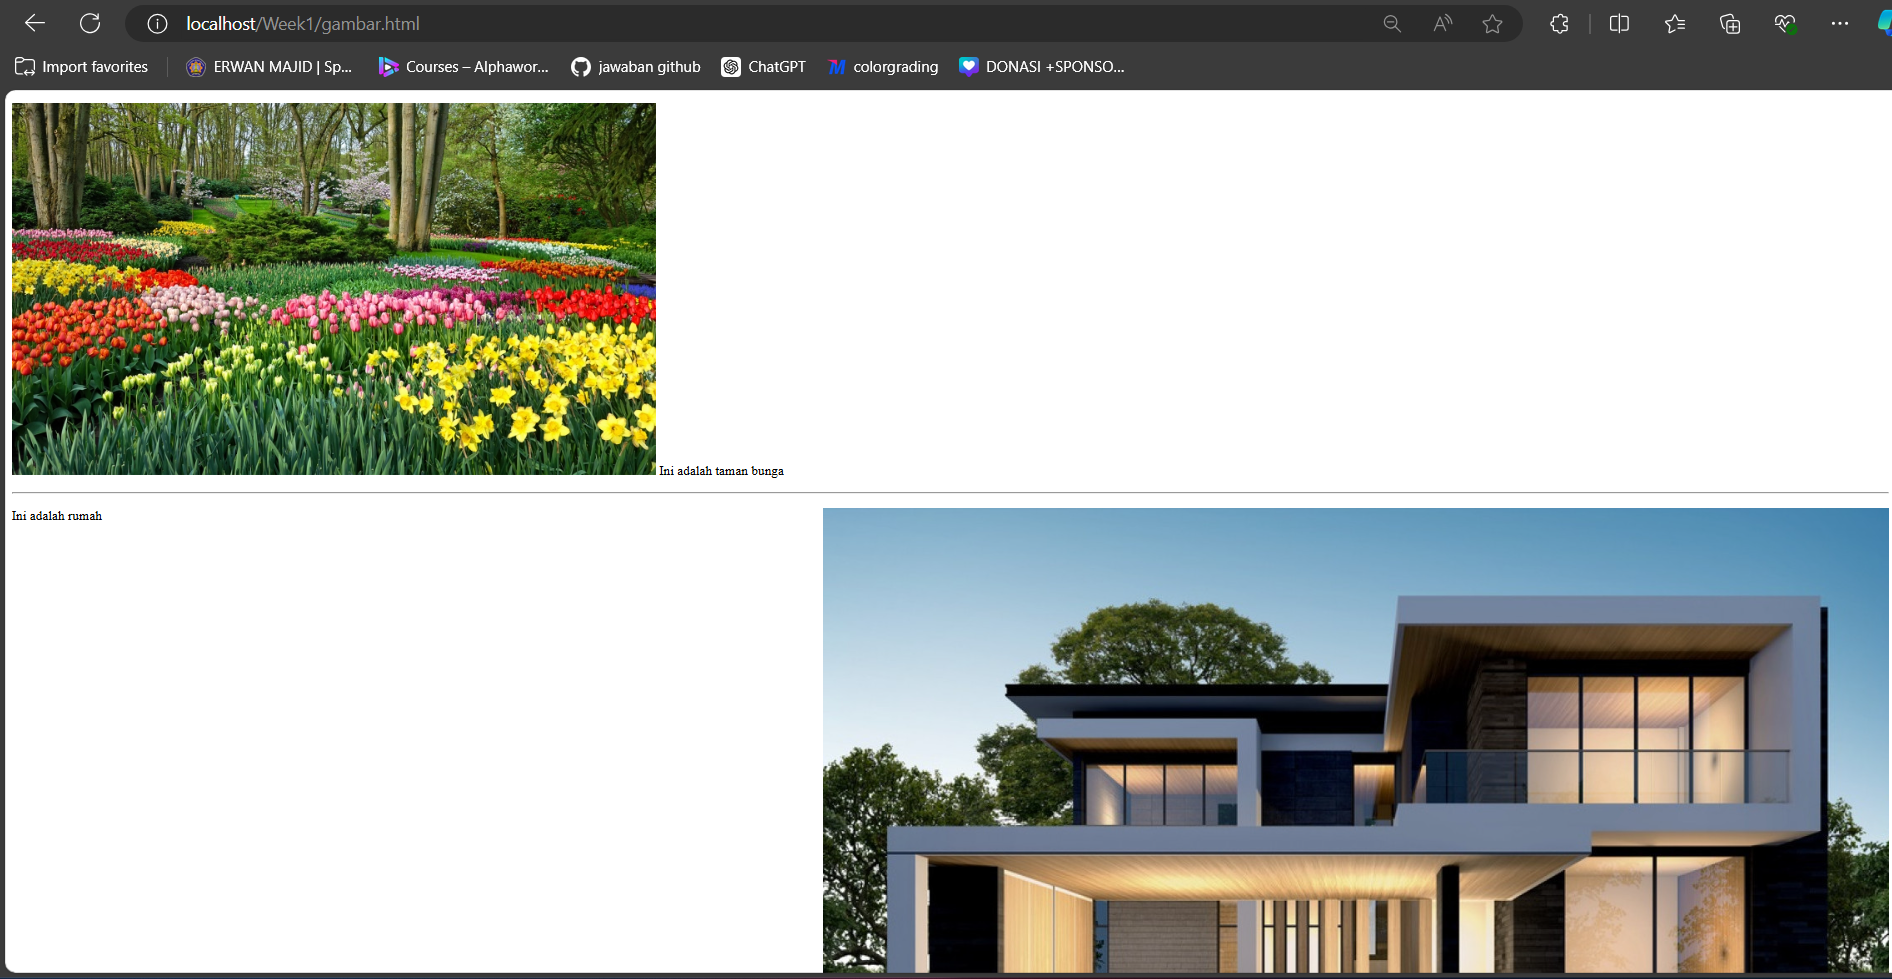 localhost/Week1/gambar.html
Import favorites
ERWAN MAJID | Sp...
Courses – Alphawor...
jawaban github
ChatGPT
colorgrading
DONASI +SPONSO...
Ini adalah taman bunga
Ini adalah rumah